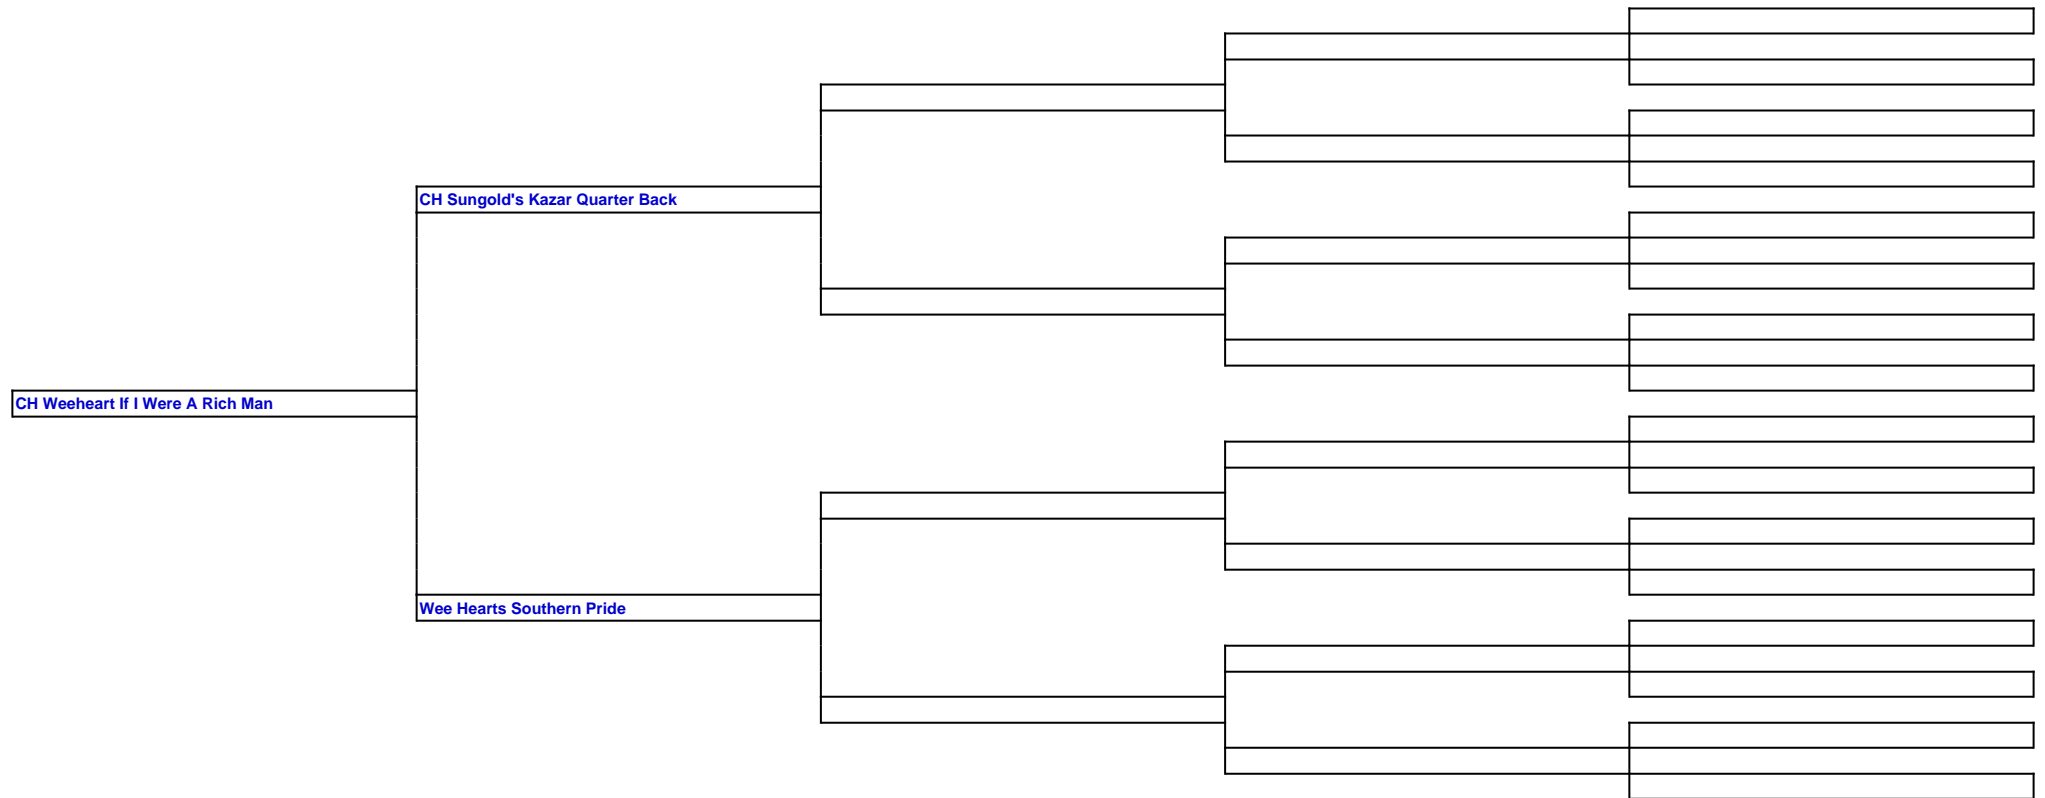 CH Sungold's Kazar Quarter Back
CH Weeheart If I Were A Rich Man
Wee Hearts Southern Pride